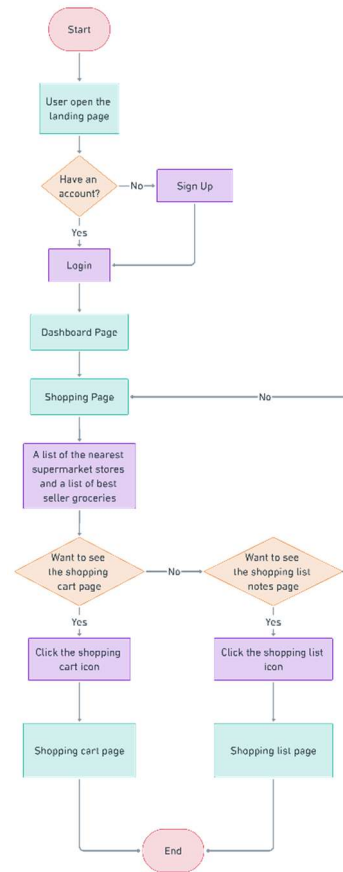 Start
User open the
landing page
Have an
account?
No
Sign Up
Yes
Login
Dashboard Page
Shopping Page
No
A list of the nearest
supermarket stores
and a list of best
seller groceries
Want to see
the shopping
cart page
No
Want to see
the shopping list
notes page
Yes
Yes
Click the shopping
cart icon
Click the shopping list
icon
Shopping cart page
Shopping list page
End